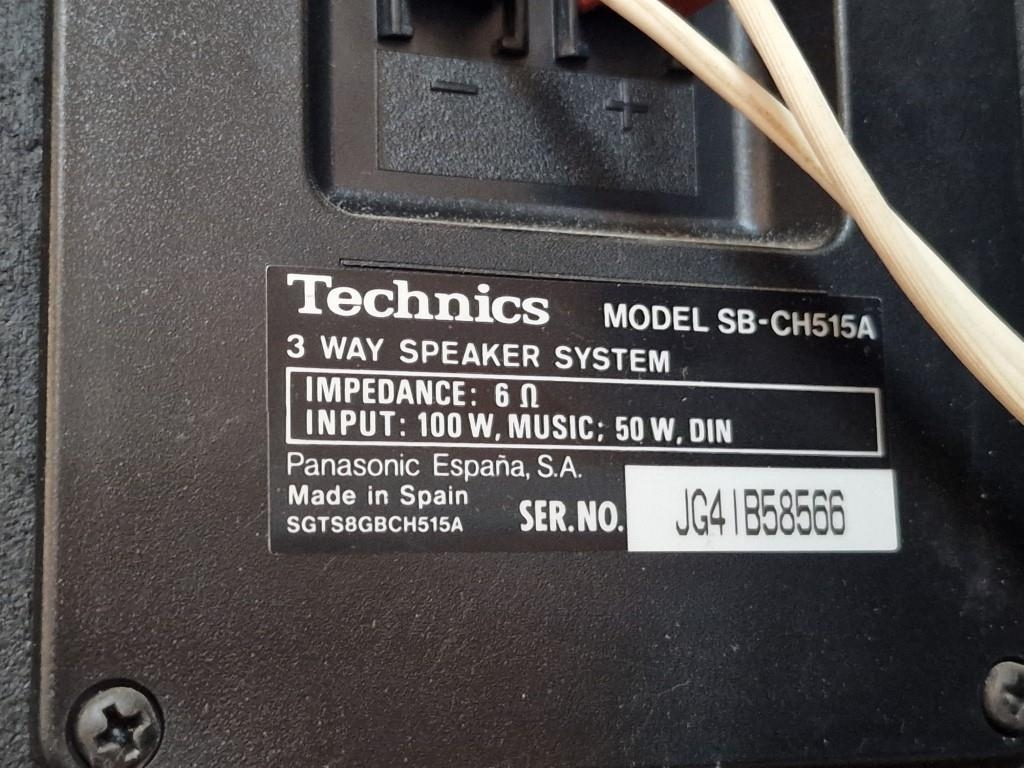 − +
Technics MODEL SB-CH515A
3 WAY SPEAKER SYSTEM
IMPEDANCE: 6 Ω
INPUT: 100 W, MUSIC; 50 W, DIN
Panasonic España, S.A.
Made in Spain
SGTS8GBCH515A SER.NO. JG41B58566